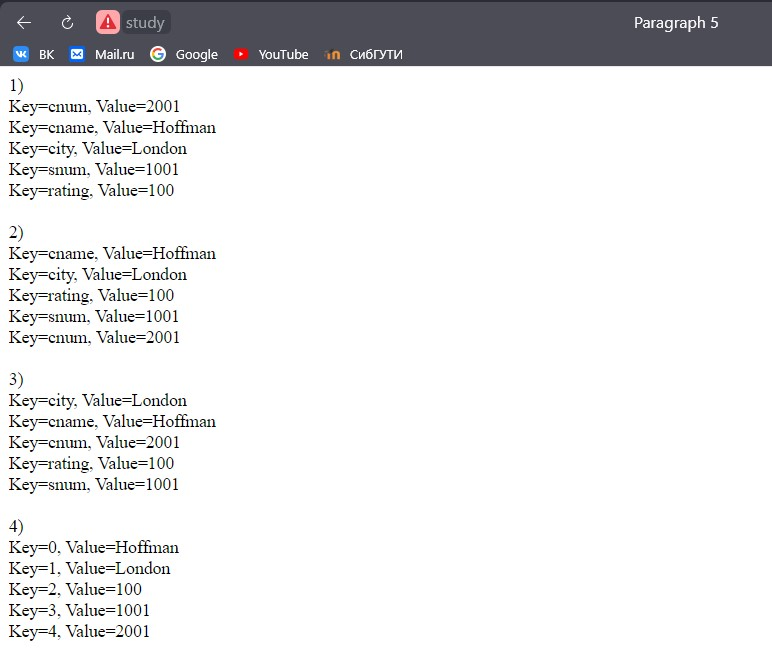 study
Paragraph 5
ВК Mail.ru Google YouTube СибГУТИ
1)
Key=cnum, Value=2001
Key=cname, Value=Hoffman
Key=city, Value=London
Key=snum, Value=1001
Key=rating, Value=100
2)
Key=cname, Value=Hoffman
Key=city, Value=London
Key=rating, Value=100
Key=snum, Value=1001
Key=cnum, Value=2001
3)
Key=city, Value=London
Key=cname, Value=Hoffman
Key=cnum, Value=2001
Key=rating, Value=100
Key=snum, Value=1001
4)
Key=0, Value=Hoffman
Key=1, Value=London
Key=2, Value=100
Key=3, Value=1001
Key=4, Value=2001